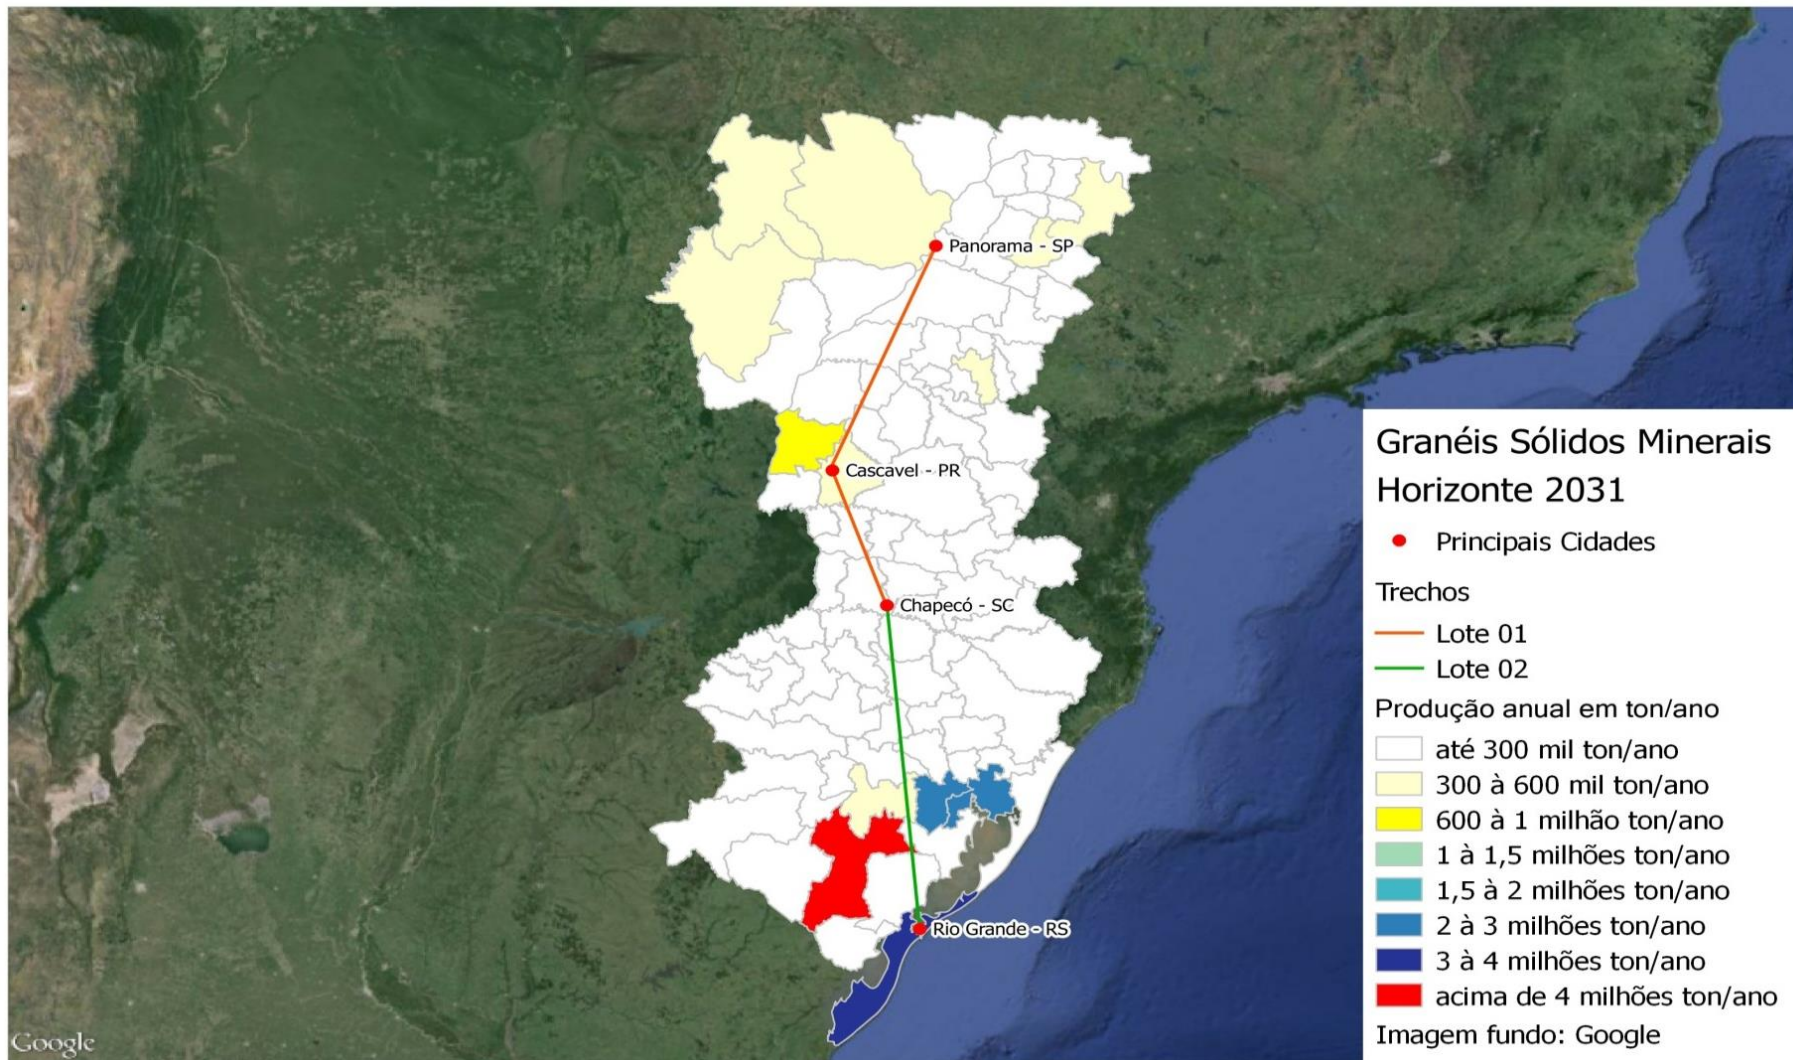 Panorama - SP
Cascavel - PR
Chapecó - SC
Rio Grande - RS
Granéis Sólidos Minerais
Horizonte 2031
Principais Cidades
Trechos
Lote 01
Lote 02
Produção anual em ton/ano
até 300 mil ton/ano
300 à 600 mil ton/ano
600 à 1 milhão ton/ano
1 à 1,5 milhões ton/ano
1,5 à 2 milhões ton/ano
2 à 3 milhões ton/ano
3 à 4 milhões ton/ano
acima de 4 milhões ton/ano
Imagem fundo: Google
Google